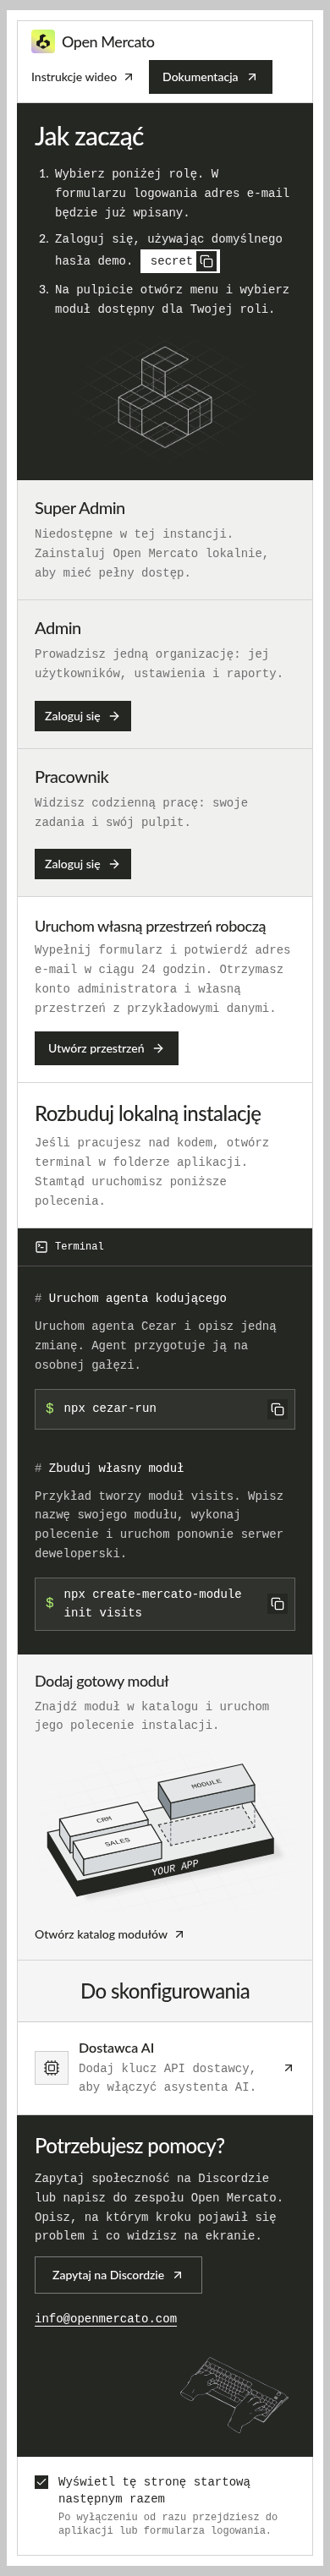 Open Mercato
Instrukcje wideo
Dokumentacja
Jak zacząć
1. Wybierz poniżej rolę. W
formularzu logowania adres e-mail
będzie już wpisany.
2. Zaloguj się, używając domyślnego
hasła demo. secret
3. Na pulpicie otwórz menu i wybierz
moduł dostępny dla Twojej roli.
Super Admin
Niedostępne w tej instancji.
Zainstaluj Open Mercato lokalnie,
aby mieć pełny dostęp.
Admin
Prowadzisz jedną organizację: jej
użytkowników, ustawienia i raporty.
Zaloguj się
Pracownik
Widzisz codzienną pracę: swoje
zadania i swój pulpit.
Zaloguj się
Uruchom własną przestrzeń roboczą
Wypełnij formularz i potwierdź adres
e-mail w ciągu 24 godzin. Otrzymasz
konto administratora i własną
przestrzeń z przykładowymi danymi.
Utwórz przestrzeń
Rozbuduj lokalną instalację
Jeśli pracujesz nad kodem, otwórz
terminal w folderze aplikacji.
Stamtąd uruchomisz poniższe
polecenia.
Terminal
# Uruchom agenta kodującego
Uruchom agenta Cezar i opisz jedną
zmianę. Agent przygotuje ją na
osobnej gałęzi.
$ npx cezar-run
# Zbuduj własny moduł
Przykład tworzy moduł visits. Wpisz
nazwę swojego modułu, wykonaj
polecenie i uruchom ponownie serwer
deweloperski.
$ npx create-mercato-module
init visits
Dodaj gotowy moduł
Znajdź moduł w katalogu i uruchom
jego polecenie instalacji.
MODULE
CRM
SALES
YOUR APP
Otwórz katalog modułów
Do skonfigurowania
Dostawca AI
Dodaj klucz API dostawcy,
aby włączyć asystenta AI.
Potrzebujesz pomocy?
Zapytaj społeczność na Discordzie
lub napisz do zespołu Open Mercato.
Opisz, na którym kroku pojawił się
problem i co widzisz na ekranie.
Zapytaj na Discordzie
info@openmercato.com
Wyświetl tę stronę startową
następnym razem
Po wyłączeniu od razu przejdziesz do
aplikacji lub formularza logowania.